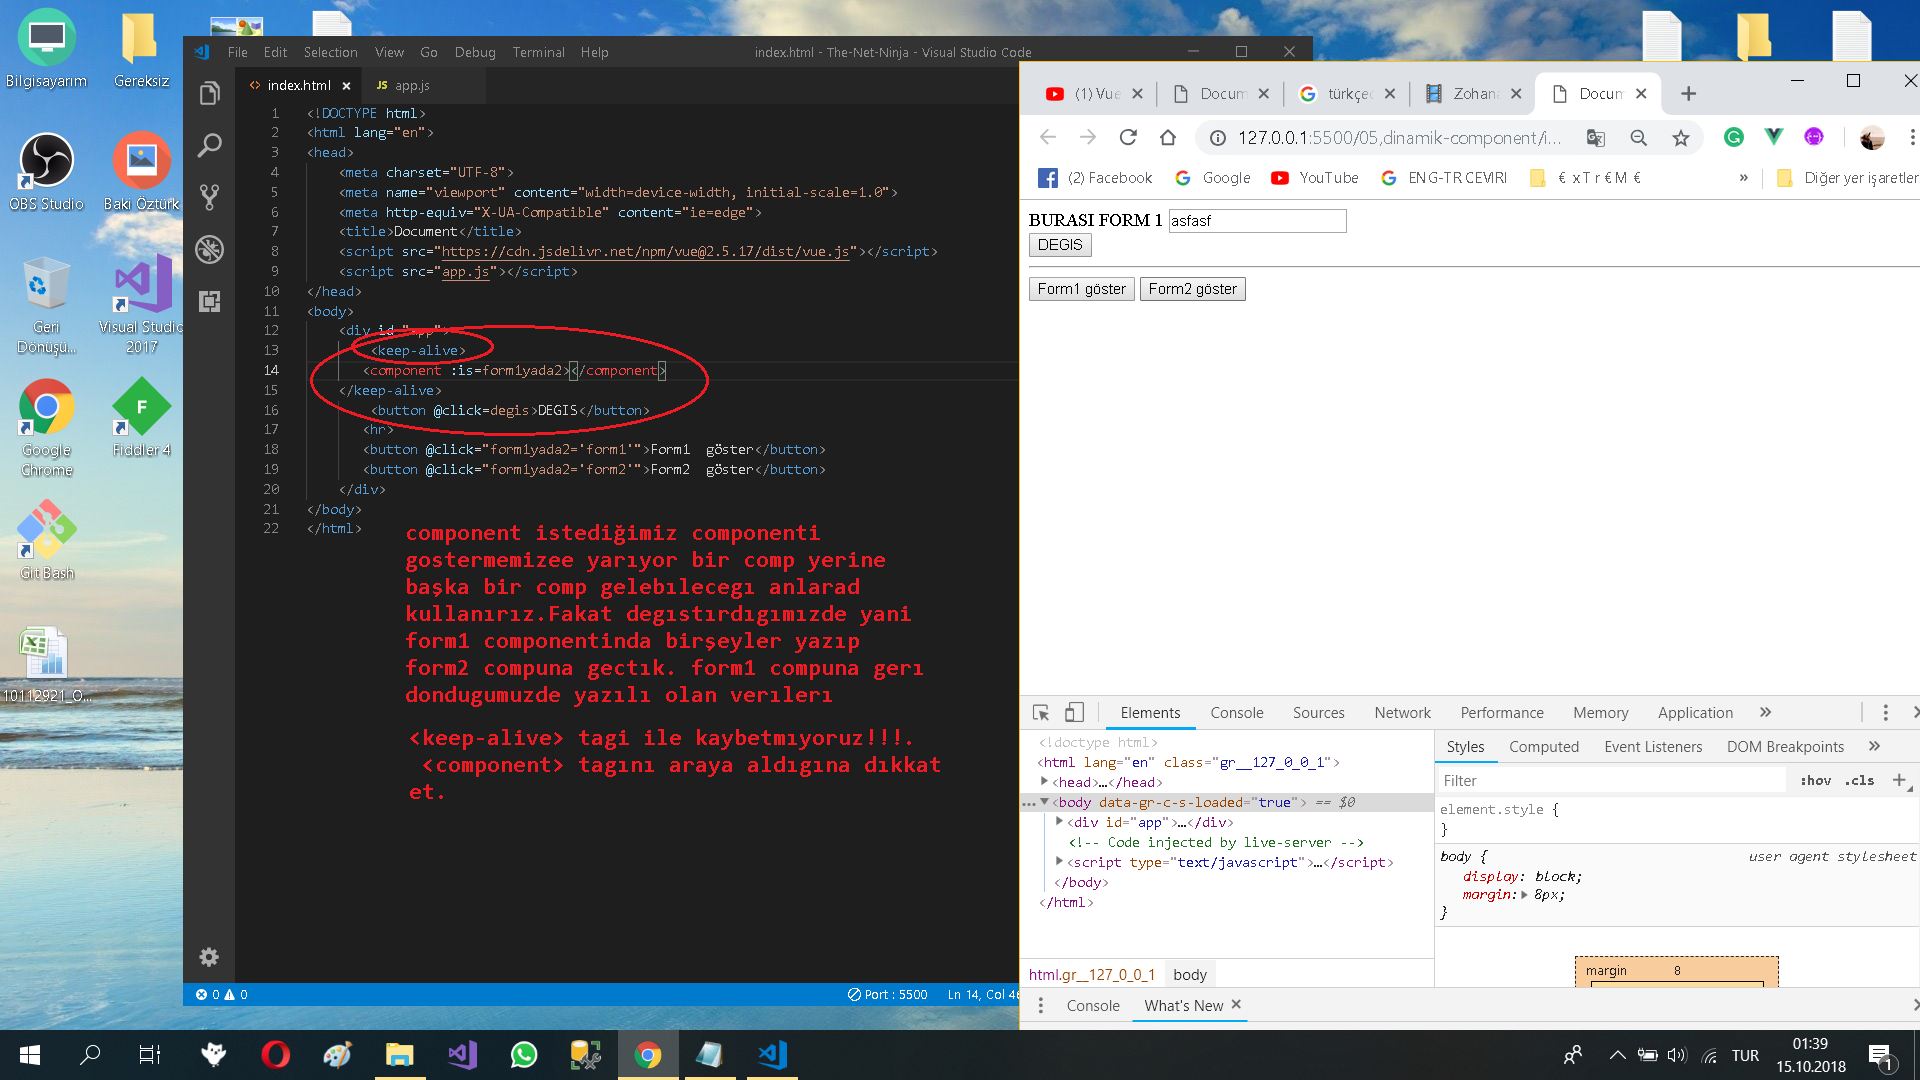 Bilgisayarım
Gereksiz
OBS Studio
Baki Öztürk
Geri Dönüşü...
Visual Studio 2017
Google Chrome
Fiddler 4
Git Bash
10112921_O...
File Edit Selection View Go Debug Terminal Help
index.html - The-Net-Ninja - Visual Studio Code
index.html
JS app.js
1 <!DOCTYPE html>
2 <html lang="en">
3 <head>
4 <meta charset="UTF-8">
5 <meta name="viewport" content="width=device-width, initial-scale=1.0">
6 <meta http-equiv="X-UA-Compatible" content="ie=edge">
7 <title>Document</title>
8 <script src="https://cdn.jsdelivr.net/npm/vue@2.5.17/dist/vue.js"></script>
9 <script src="app.js"></script>
10 </head>
11 <body>
12 <div id="app">
13 <keep-alive>
14 <component :is=form1yada2></component>
15 </keep-alive>
16 <button @click=degis>DEGIS</button>
17 <hr>
18 <button @click="form1yada2='form1'">Form1 göster</button>
19 <button @click="form1yada2='form2'">Form2 göster</button>
20 </div>
21 </body>
22 </html>
component istediğimiz componenti
gostermemizee yarıyor bir comp yerine
başka bir comp gelebılecegı anlarad
kullanırız.Fakat degıstırdıgımızde yani
form1 componentinda birşeyler yazıp
form2 compuna gectık. form1 compuna gerı
dondugumuzde yazılı olan verılerı
<keep-alive> tagi ile kaybetmıyoruz!!!.
<component> tagını araya aldıgına dıkkat
et.
0 0
Port : 5500
Ln 14, Col 46
(1) Vue
Docum
türkçec
Zohan
Docum
127.0.0.1:5500/05,dinamik-component/i...
(2) Facebook
Google
YouTube
ENG-TR CEVIRI
€ x T r € M €
»
Diğer yer işaretler
BURASI FORM 1 asfasf
DEGIS
Form1 göster
Form2 göster
Elements Console Sources Network Performance Memory Application »
<!doctype html>
<html lang="en" class="gr__127_0_0_1">
<head>…</head>
<body data-gr-c-s-loaded="true"> == $0
<div id="app">…</div>
<!-- Code injected by live-server -->
<script type="text/javascript">…</script>
</body>
</html>
html.gr__127_0_0_1 body
Styles Computed Event Listeners DOM Breakpoints »
Filter
:hov .cls +
element.style {
}
body {
user agent stylesheet
display: block;
margin: 8px;
}
margin 8
Console What's New
TUR
01:39
15.10.2018
1